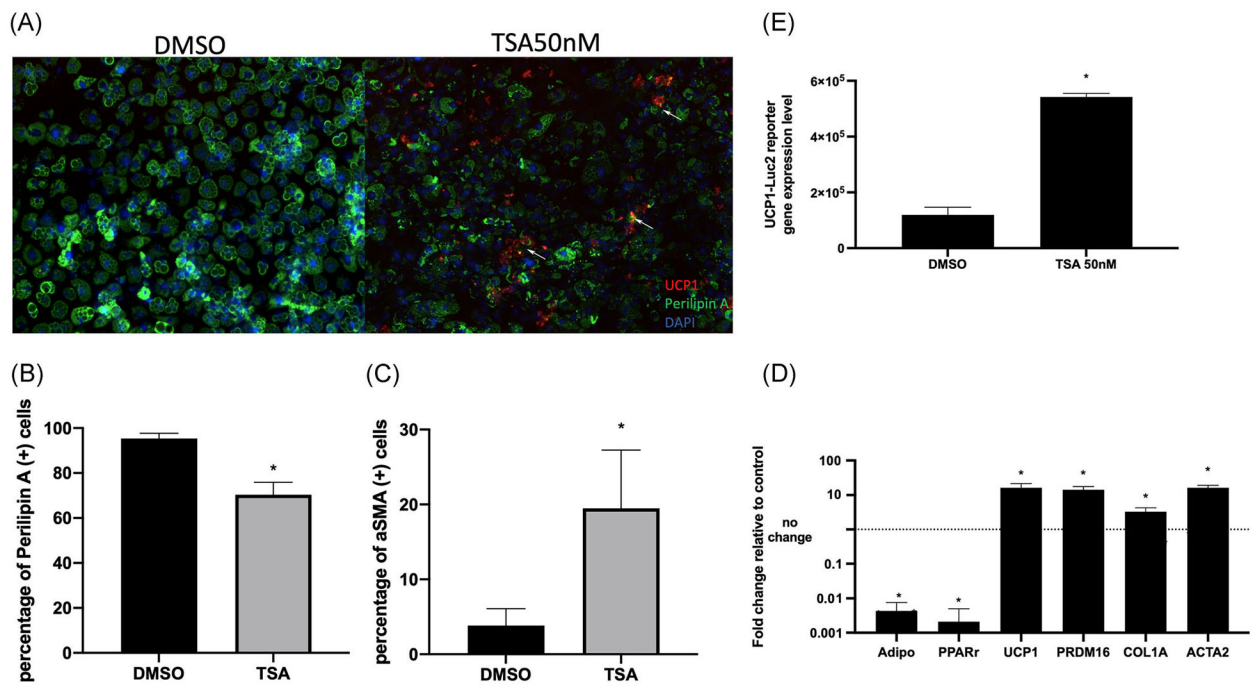 (A)
DMSO
TSA50nM
UCP1
Perilipin A
DAPI
(E)
UCP1-Luc2 reporter
gene expression level
6×10⁵
4×10⁵
2×10⁵
0
*
DMSO
TSA 50nM
(B)
percentage of Perilipin A (+) cells
100
80
60
40
20
0
*
DMSO
TSA
(C)
percentage of aSMA (+) cells
30
20
10
0
*
DMSO
TSA
(D)
Fold change relative to control
100
10
no
change
0.1
0.01
0.001
* * * * * *
Adipo PPARr UCP1 PRDM16 COL1A ACTA2